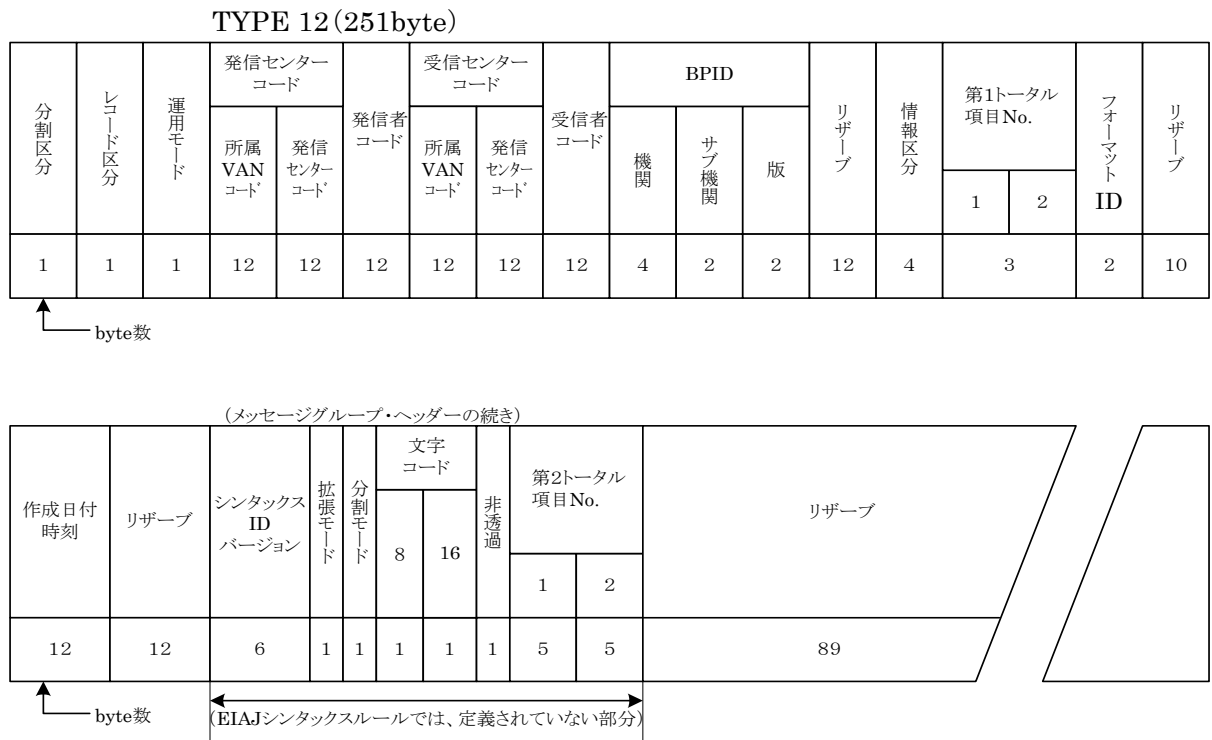 TYPE 12(251byte)
分割区分
レコード区分
運用モード
発信センター
コード
所属
VAN
コード
発信
センター
コード
発信者
コード
受信センター
コード
所属
VAN
コード
発信
センター
コード
受信者
コード
BPID
機関
サブ機関
版
リザーブ
情報区分
第1トータル
項目No.
1 2
フォーマット
ID
リザーブ
1 1 1 12 12 12 12 12 12 4 2 2 12 4 3 2 10
byte数
(メッセージグループ・ヘッダーの続き)
作成日付
時刻
リザーブ
シンタックス
ID
バージョン
拡張モード
分割モード
文字
コード
8 16
非透過
第2トータル
項目No.
1 2
リザーブ
12 12 6 1 1 1 1 1 5 5 89
byte数
(EIAJシンタックスルールでは、定義されていない部分)